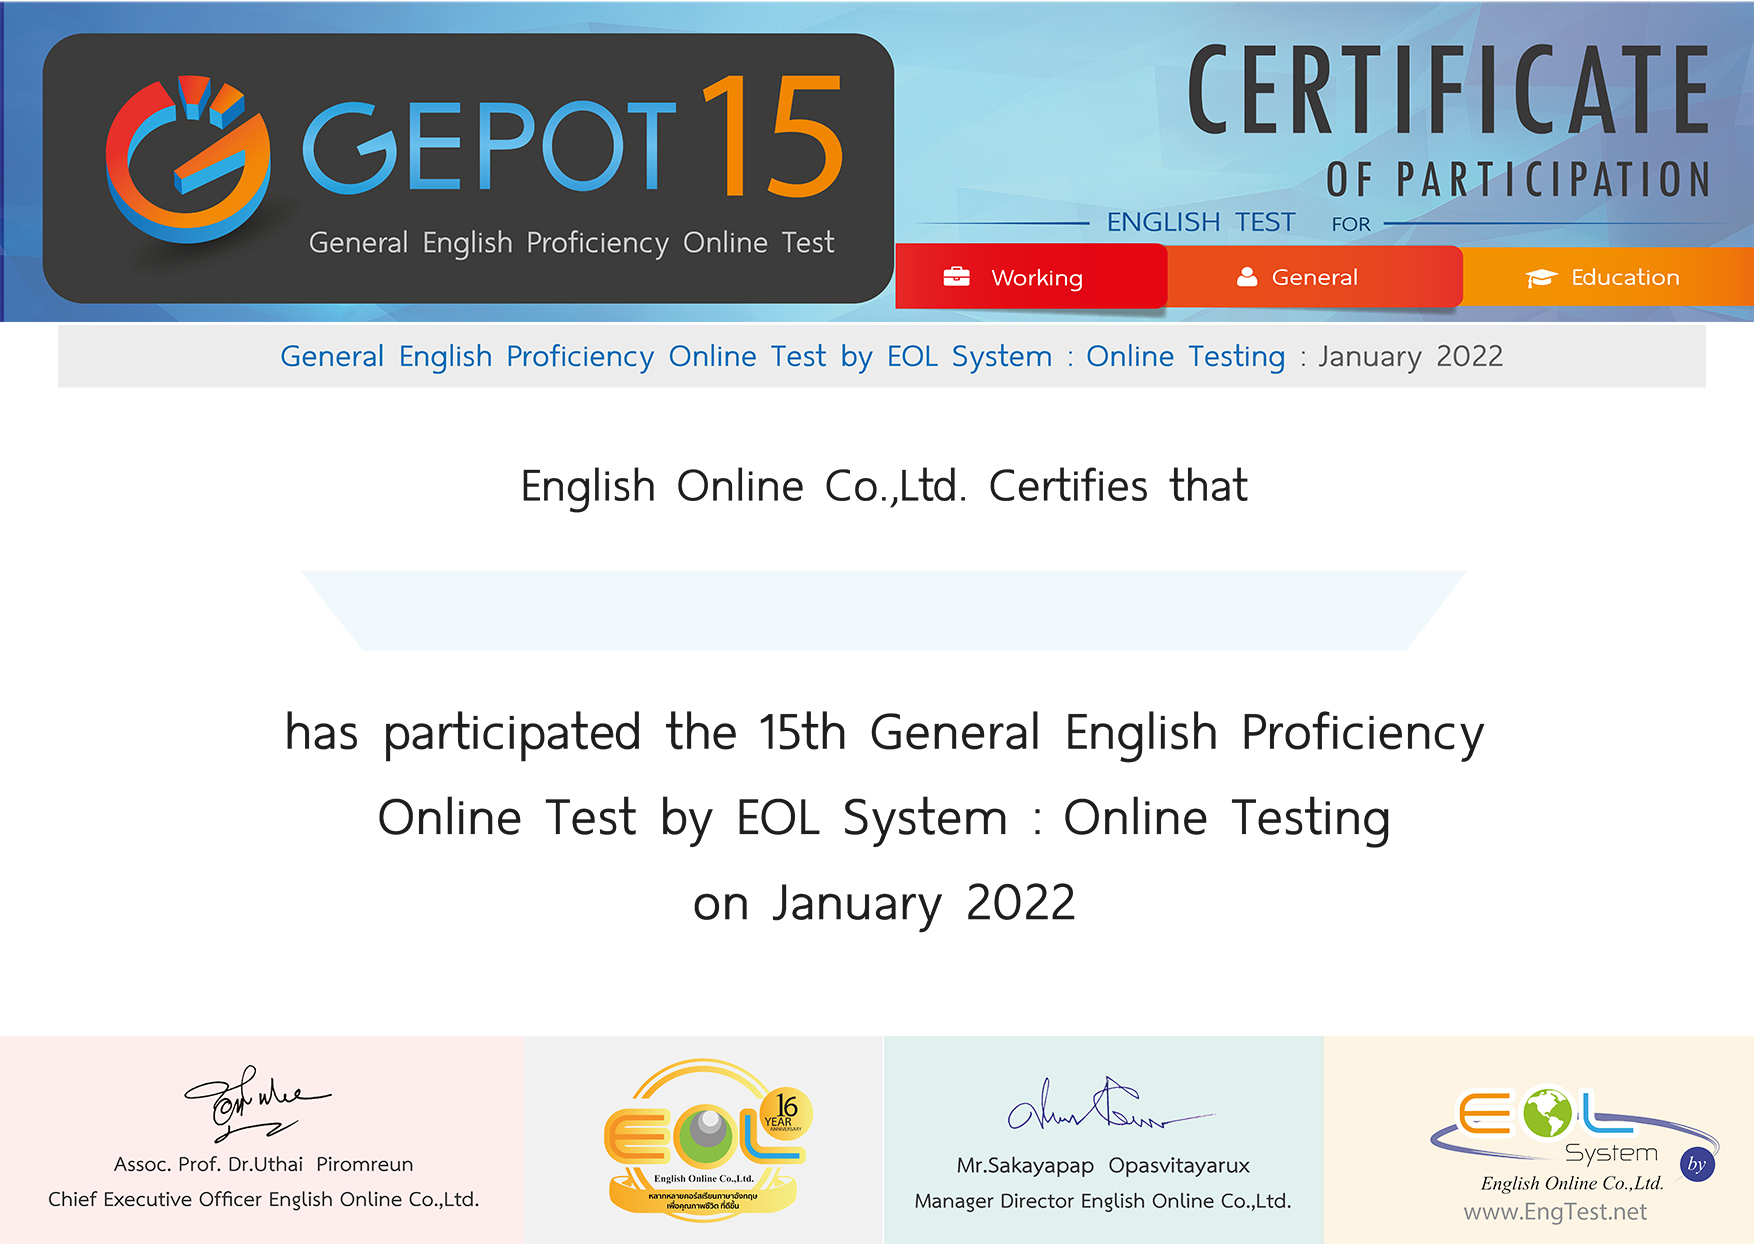 GEPOT 15
General English Proficiency Online Test
CERTIFICATE
OF PARTICIPATION
ENGLISH TEST FOR
Working
General
Education
General English Proficiency Online Test by EOL System : Online Testing : January 2022
English Online Co.,Ltd. Certifies that
has participated the 15th General English Proficiency
Online Test by EOL System : Online Testing
on January 2022
Assoc. Prof. Dr.Uthai Piromreun
Chief Executive Officer English Online Co.,Ltd.
EOL
16
YEAR
ANNIVERSARY
English Online Co.,Ltd.
หลากหลายคอร์สเรียนภาษาอังกฤษ
เพื่อคุณภาพชีวิต ที่ดีขึ้น
Mr.Sakayapap Opasvitayarux
Manager Director English Online Co.,Ltd.
EOL
System
by
English Online Co.,Ltd.
www.EngTest.net